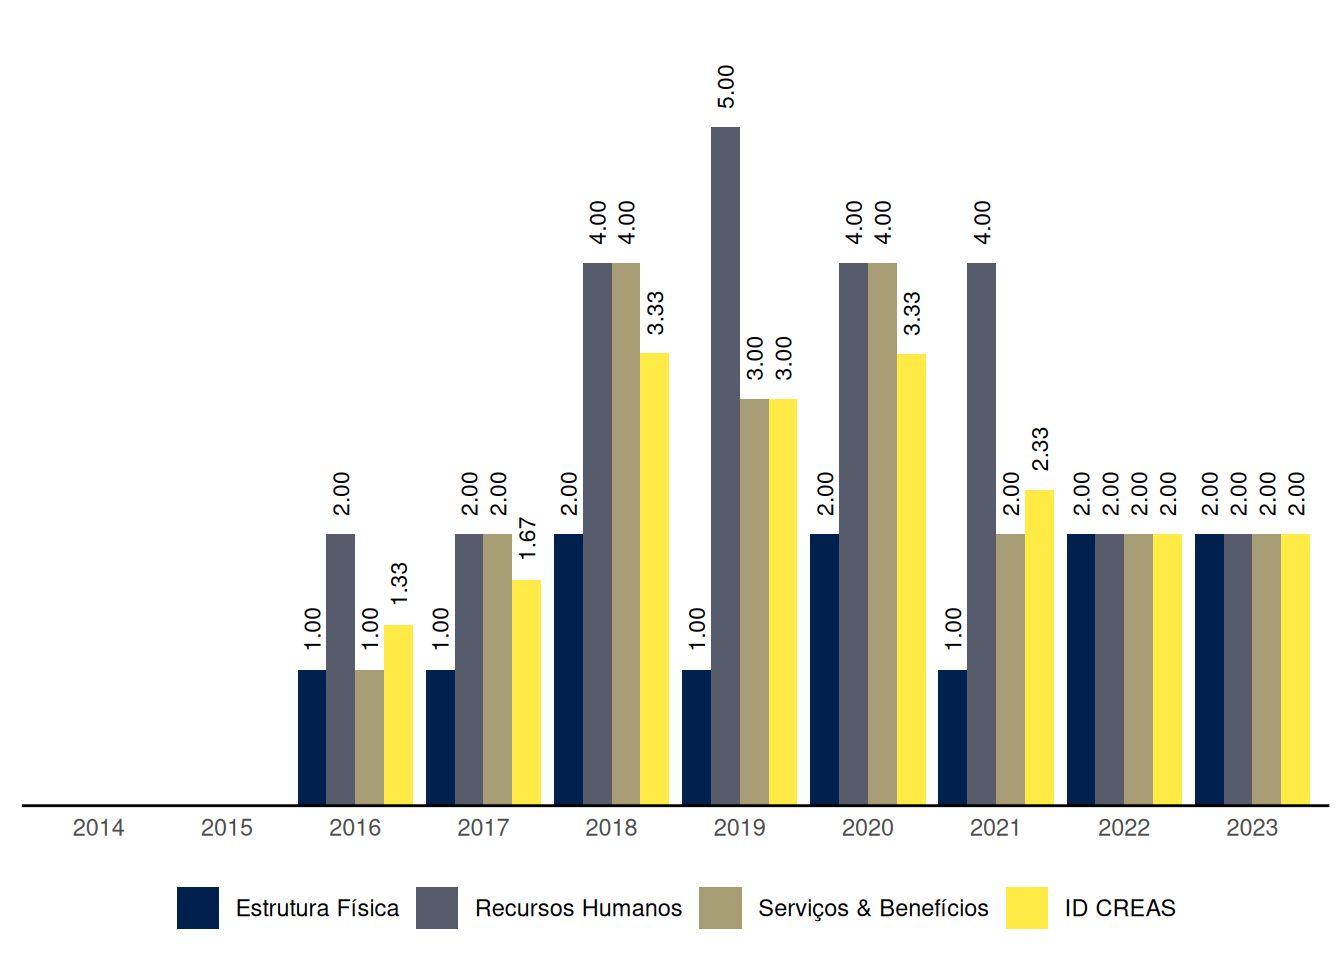 5.00
4.00 4.00 4.00 4.00 4.00
3.33 3.33
3.00 3.00
2.33
2.00 2.00 2.00 2.00 2.00 2.00 2.00 2.00 2.00 2.00 2.00 2.00 2.00 2.00
1.67
1.33
1.00 1.00 1.00 1.00 1.00
2014 2015 2016 2017 2018 2019 2020 2021 2022 2023
Estrutura Física Recursos Humanos Serviços & Benefícios ID CREAS